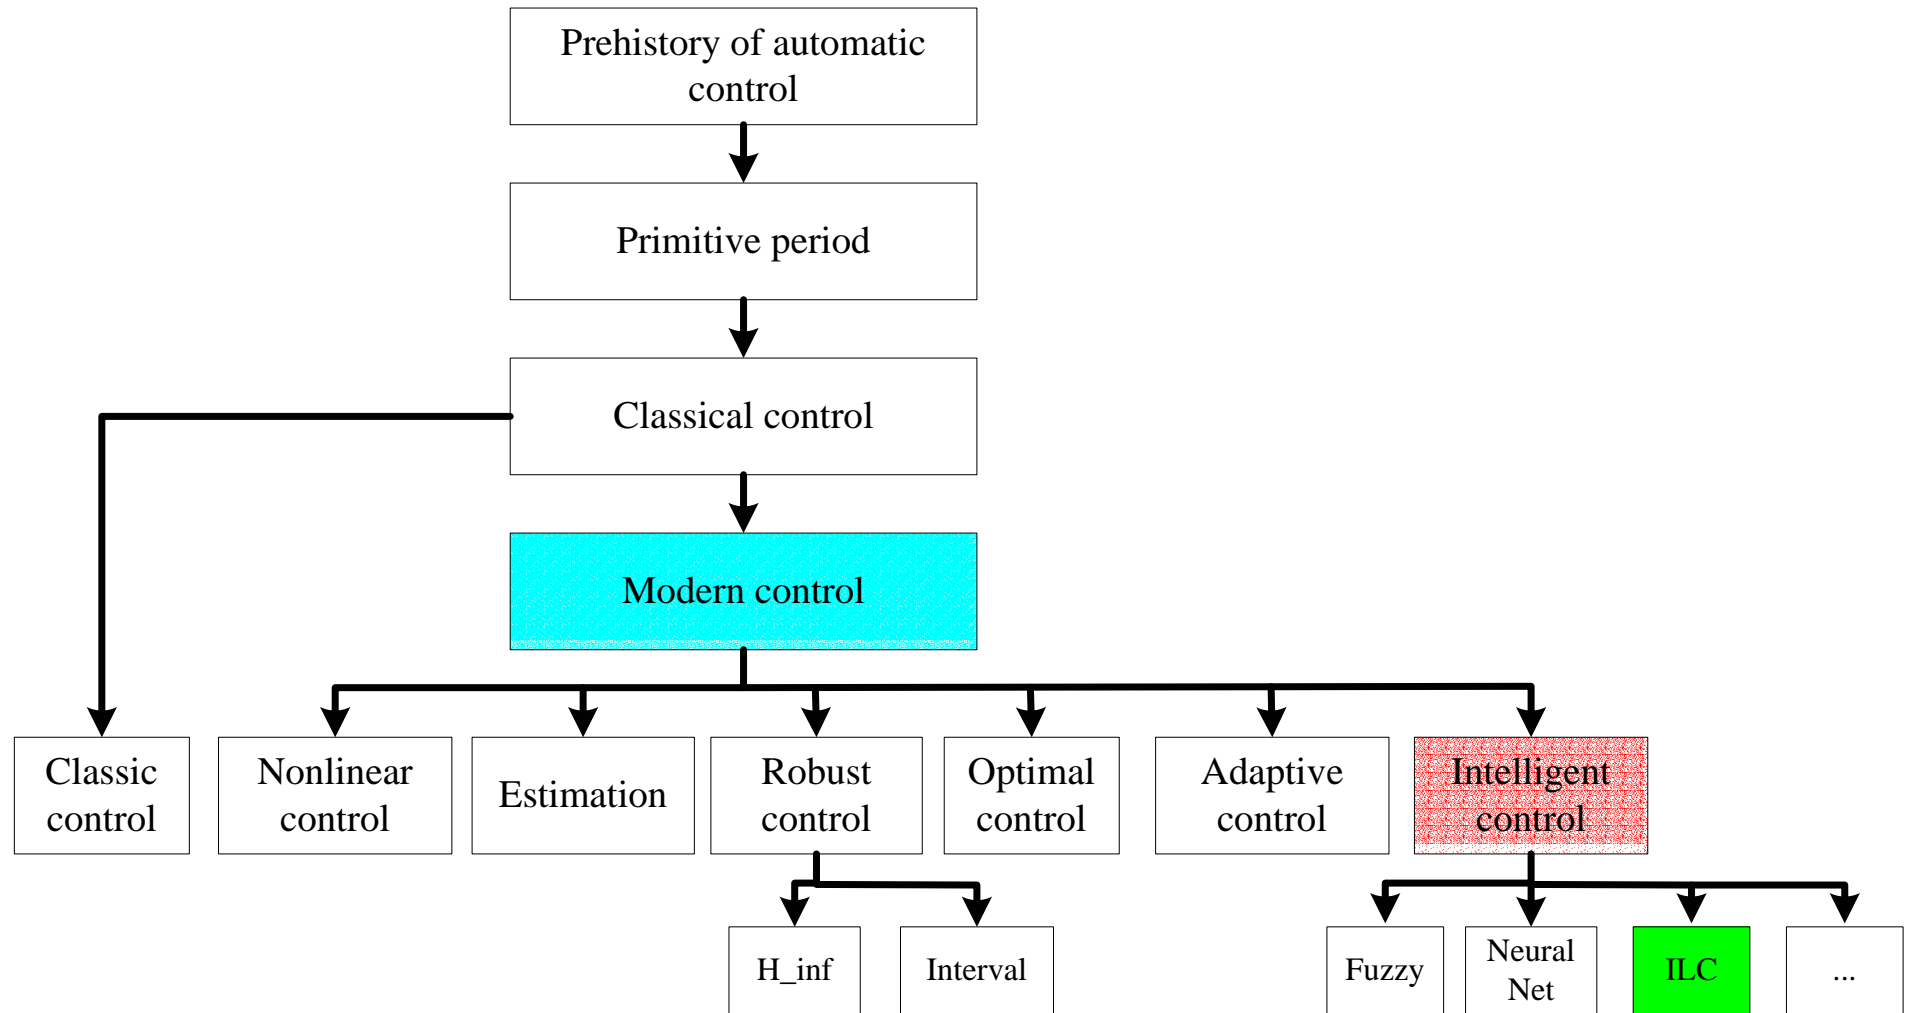 Prehistory of automatic
control
Primitive period
Classical control
Modern control
Classic
control
Nonlinear
control
Estimation
Robust
control
Optimal
control
Adaptive
control
Intelligent
control
H_inf
Interval
Fuzzy
Neural
Net
ILC
...